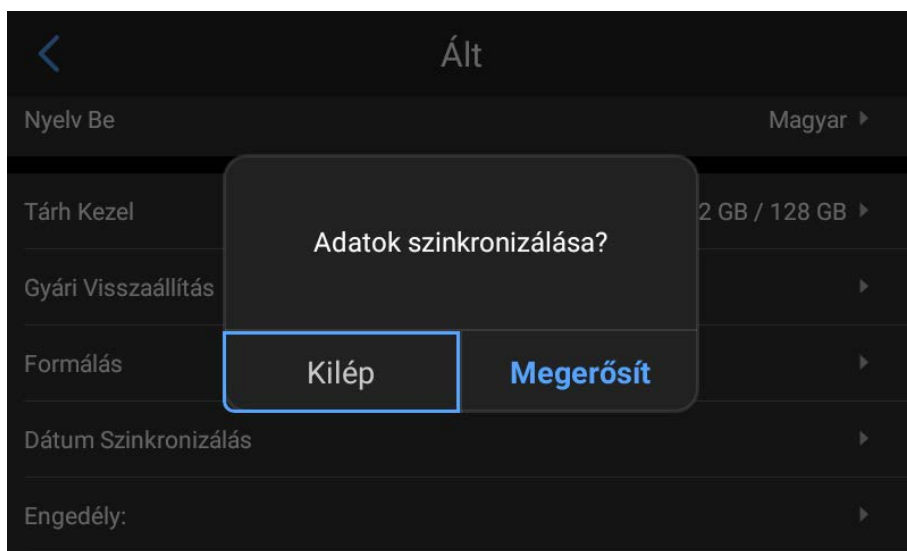 Ált
Nyelv Be Magyar
Tárh Kezel 2 GB / 128 GB
Adatok szinkronizálása?
Gyári Visszaállítás
Formálás
Kilép Megerősít
Dátum Szinkronizálás
Engedély: